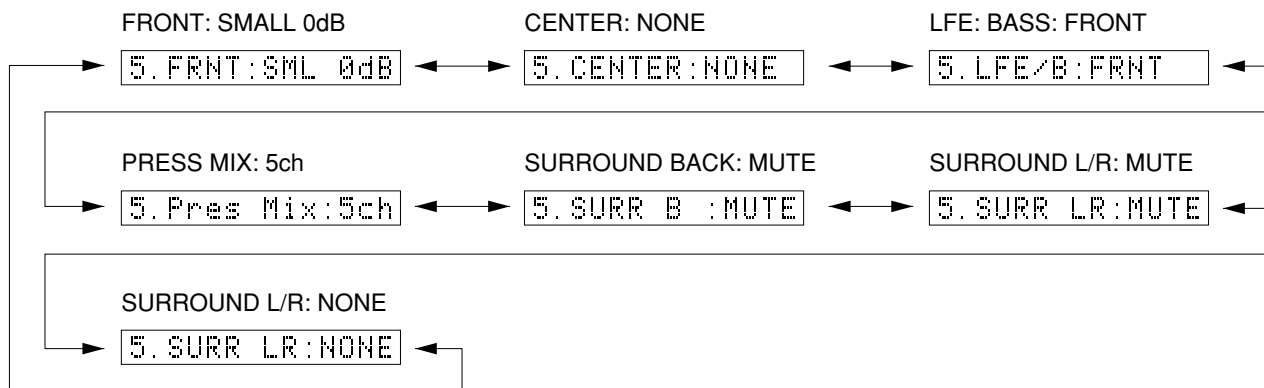 FRONT: SMALL 0dB CENTER: NONE LFE: BASS: FRONT
5.FRNT:SML 0dB 5.CENTER:NONE 5.LFE/B:FRNT
PRESS MIX: 5ch SURROUND BACK: MUTE SURROUND L/R: MUTE
5.Pres Mix:5ch 5.SURR B :MUTE 5.SURR LR:MUTE
SURROUND L/R: NONE
5.SURR LR:NONE